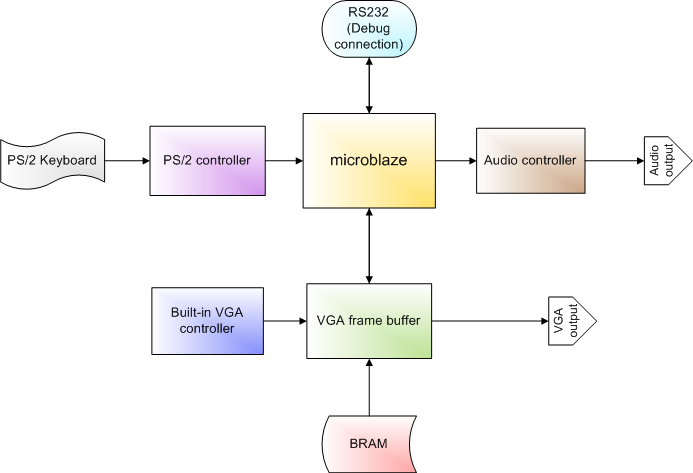 RS232
(Debug
connection)
PS/2 Keyboard
PS/2 controller
microblaze
Audio controller
Audio
output
Built-in VGA
controller
VGA frame buffer
VGA
output
BRAM